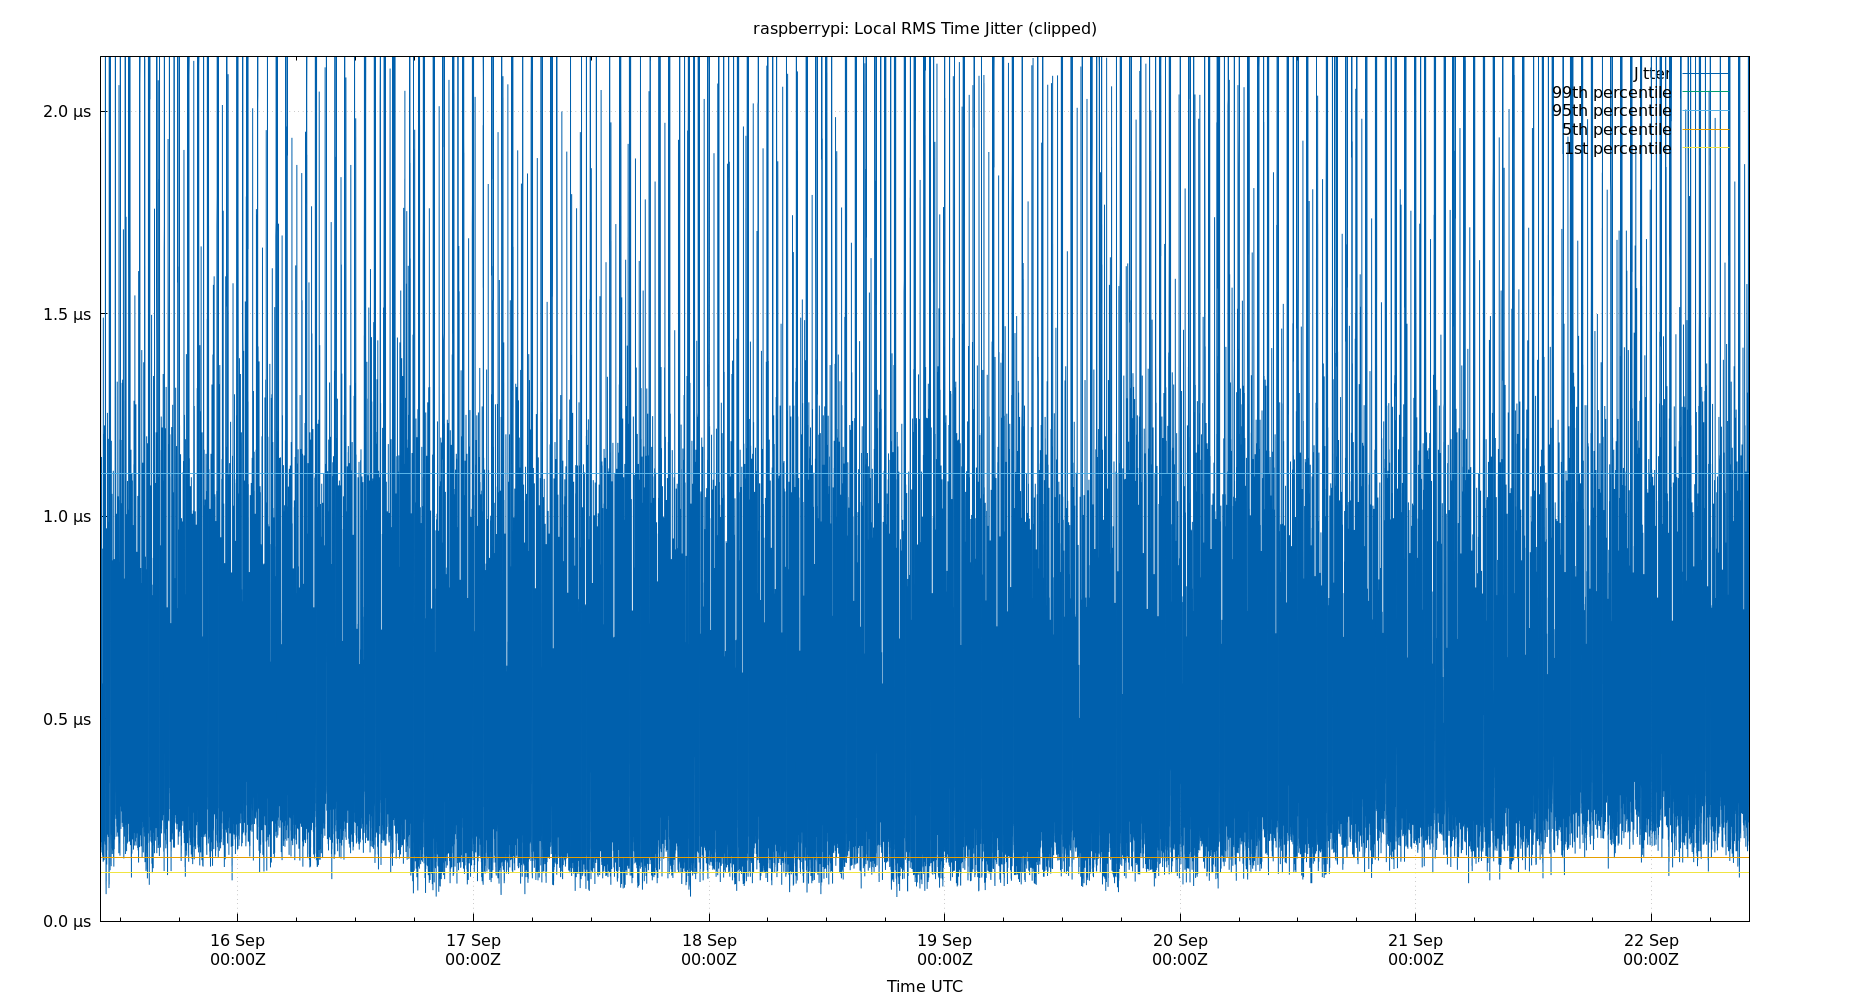 raspberrypi: Local RMS Time Jitter (clipped)
Jitter
99th percentile
95th percentile
5th percentile
1st percentile
2.0 µs
1.5 µs
1.0 µs
0.5 µs
0.0 µs
16 Sep 17 Sep 18 Sep 19 Sep 20 Sep 21 Sep 22 Sep
00:00Z 00:00Z 00:00Z 00:00Z 00:00Z 00:00Z 00:00Z
Time UTC